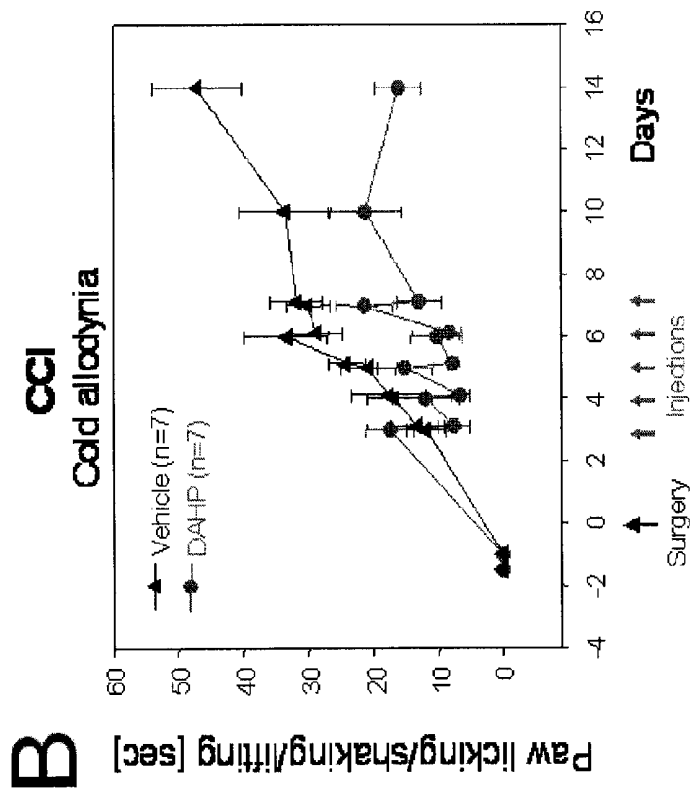 B
CCI
Cold allodynia
Vehicle (n=7)
DAHP (n=7)
Paw licking/shaking/lifting [sec]
60
50
40
30
20
10
0
-4
-2
0
2
4
6
8
10
12
14
16
Surgery
Injections
Days